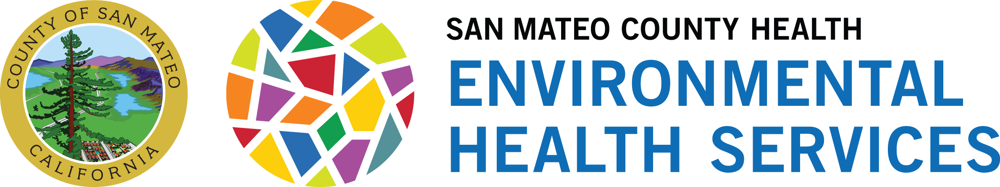 COUNTY OF SAN MATEO
CALIFORNIA
SAN MATEO COUNTY HEALTH
ENVIRONMENTAL
HEALTH SERVICES